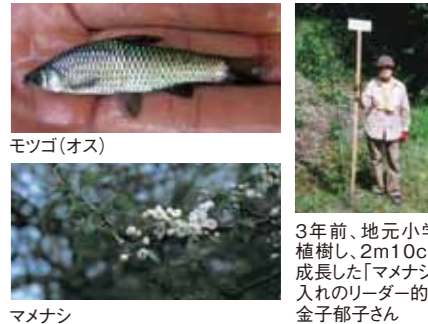 モツゴ(オス)
マメナシ
3年前、地元小学
植樹し、2m10c
成長した「マメナシ
入れのリーダー的
金子郁子さん